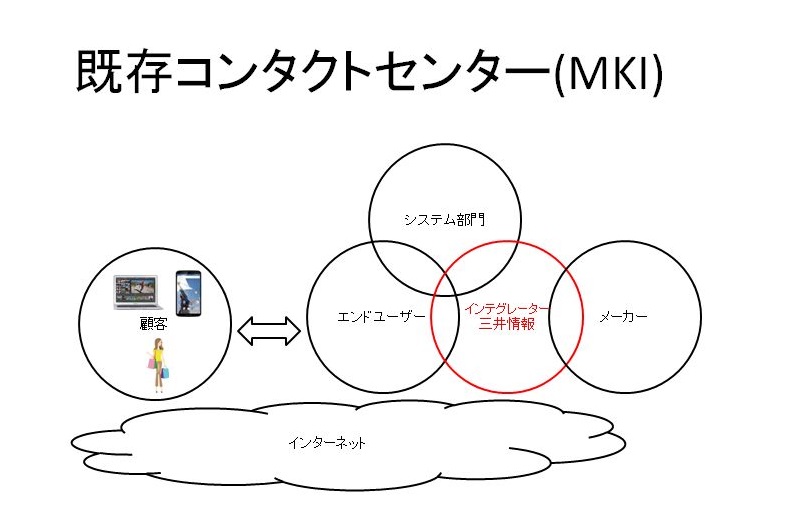 既存コンタクトセンター(MKI)
システム部門
顧客
エンドユーザー
インテグレーター
三井情報
メーカー
インターネット